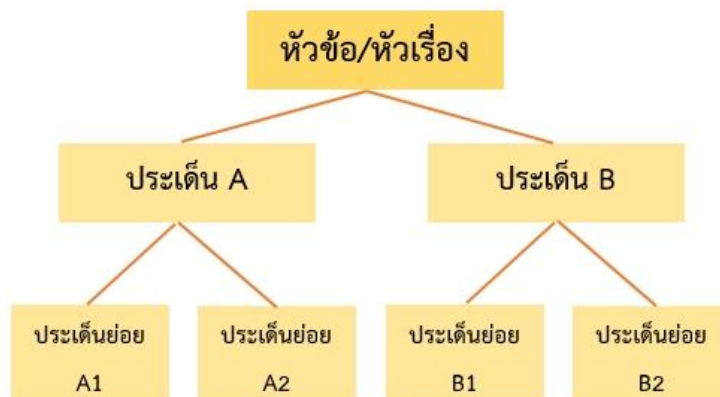 หัวข้อ/หัวเรื่อง
ประเด็น A
ประเด็น B
ประเด็นย่อย
A1
ประเด็นย่อย
A2
ประเด็นย่อย
B1
ประเด็นย่อย
B2